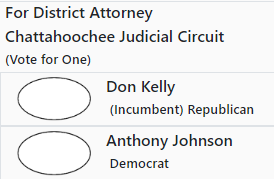 For District Attorney
Chattahoochee Judicial Circuit
(Vote for One)
Don Kelly
(Incumbent) Republican
Anthony Johnson
Democrat